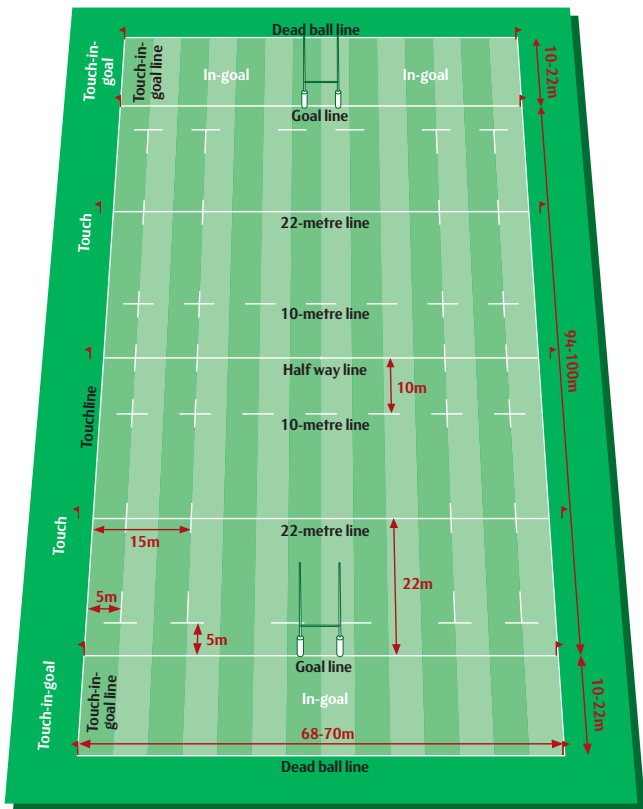 Dead ball line
Touch-in-
goal
Touch-in-
goal line
In-goal
In-goal
10-22m
Goal line
Touch
22-metre line
10-metre line
94-100m
Touchline
Half way line
10m
10-metre line
Touch
15m
22-metre line
22m
5m
5m
Touch-in-goal
Touch-in-
goal line
Goal line
In-goal
10-22m
68-70m
Dead ball line